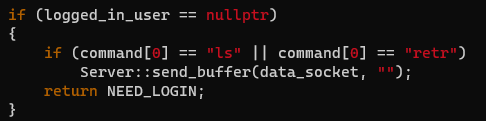 if (logged_in_user == nullptr)
{
    if (command[0] == "ls" || command[0] == "retr")
        Server::send_buffer(data_socket, "");
    return NEED_LOGIN;
}